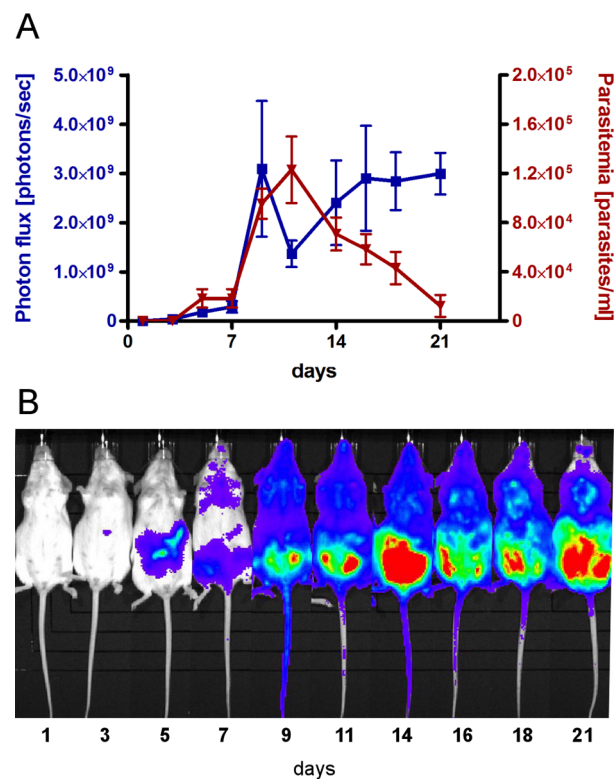 A
Photon flux [photons/sec]
5.0×10⁹
4.0×10⁹
3.0×10⁹
2.0×10⁹
1.0×10⁹
0
2.0×10⁵
1.6×10⁵
1.2×10⁵
8.0×10⁴
4.0×10⁴
0
Parasitemia [parasites/ml]
0 7 14 21
days
B
1 3 5 7 9 11 14 16 18 21
days